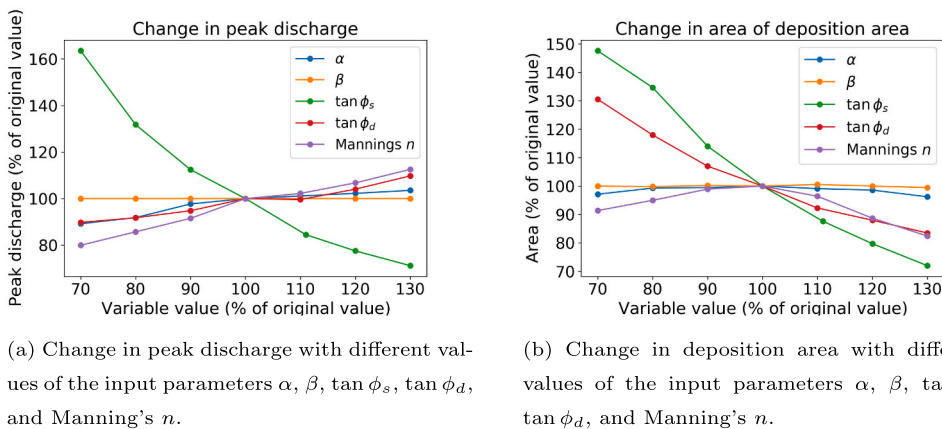 Change in peak discharge
Peak discharge (% of original value)
160
140
120
100
80
α
β
tan ϕs
tan ϕd
Mannings n
70 80 90 100 110 120 130
Variable value (% of original value)
(a) Change in peak discharge with different val-
ues of the input parameters α, β, tan ϕs, tan ϕd,
and Manning's n.
Change in area of deposition area
Area (% of original value)
150
140
130
120
110
100
90
80
70
α
β
tan ϕs
tan ϕd
Mannings n
70 80 90 100 110 120 130
Variable value (% of original value)
(b) Change in deposition area with diffe
values of the input parameters α, β, ta
tan ϕd, and Manning's n.